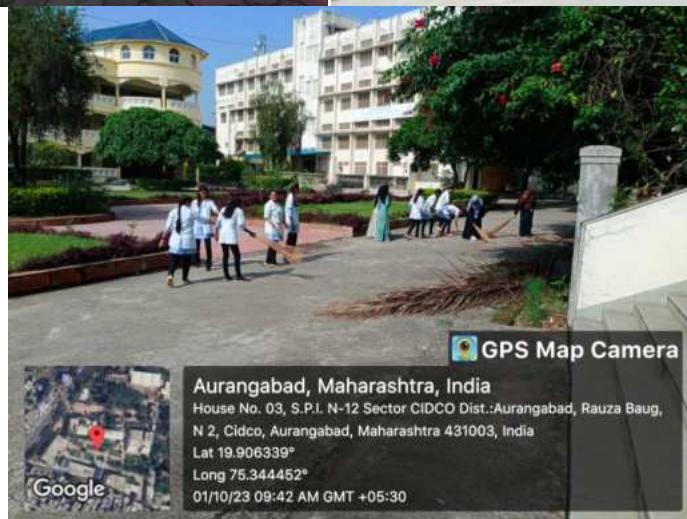 GPS Map Camera
Aurangabad, Maharashtra, India
House No. 03, S.P.I. N-12 Sector CIDCO Dist.:Aurangabad, Rauza Baug,
N 2, Cidco, Aurangabad, Maharashtra 431003, India
Lat 19.906339°
Long 75.344452°
01/10/23 09:42 AM GMT +05:30
Google